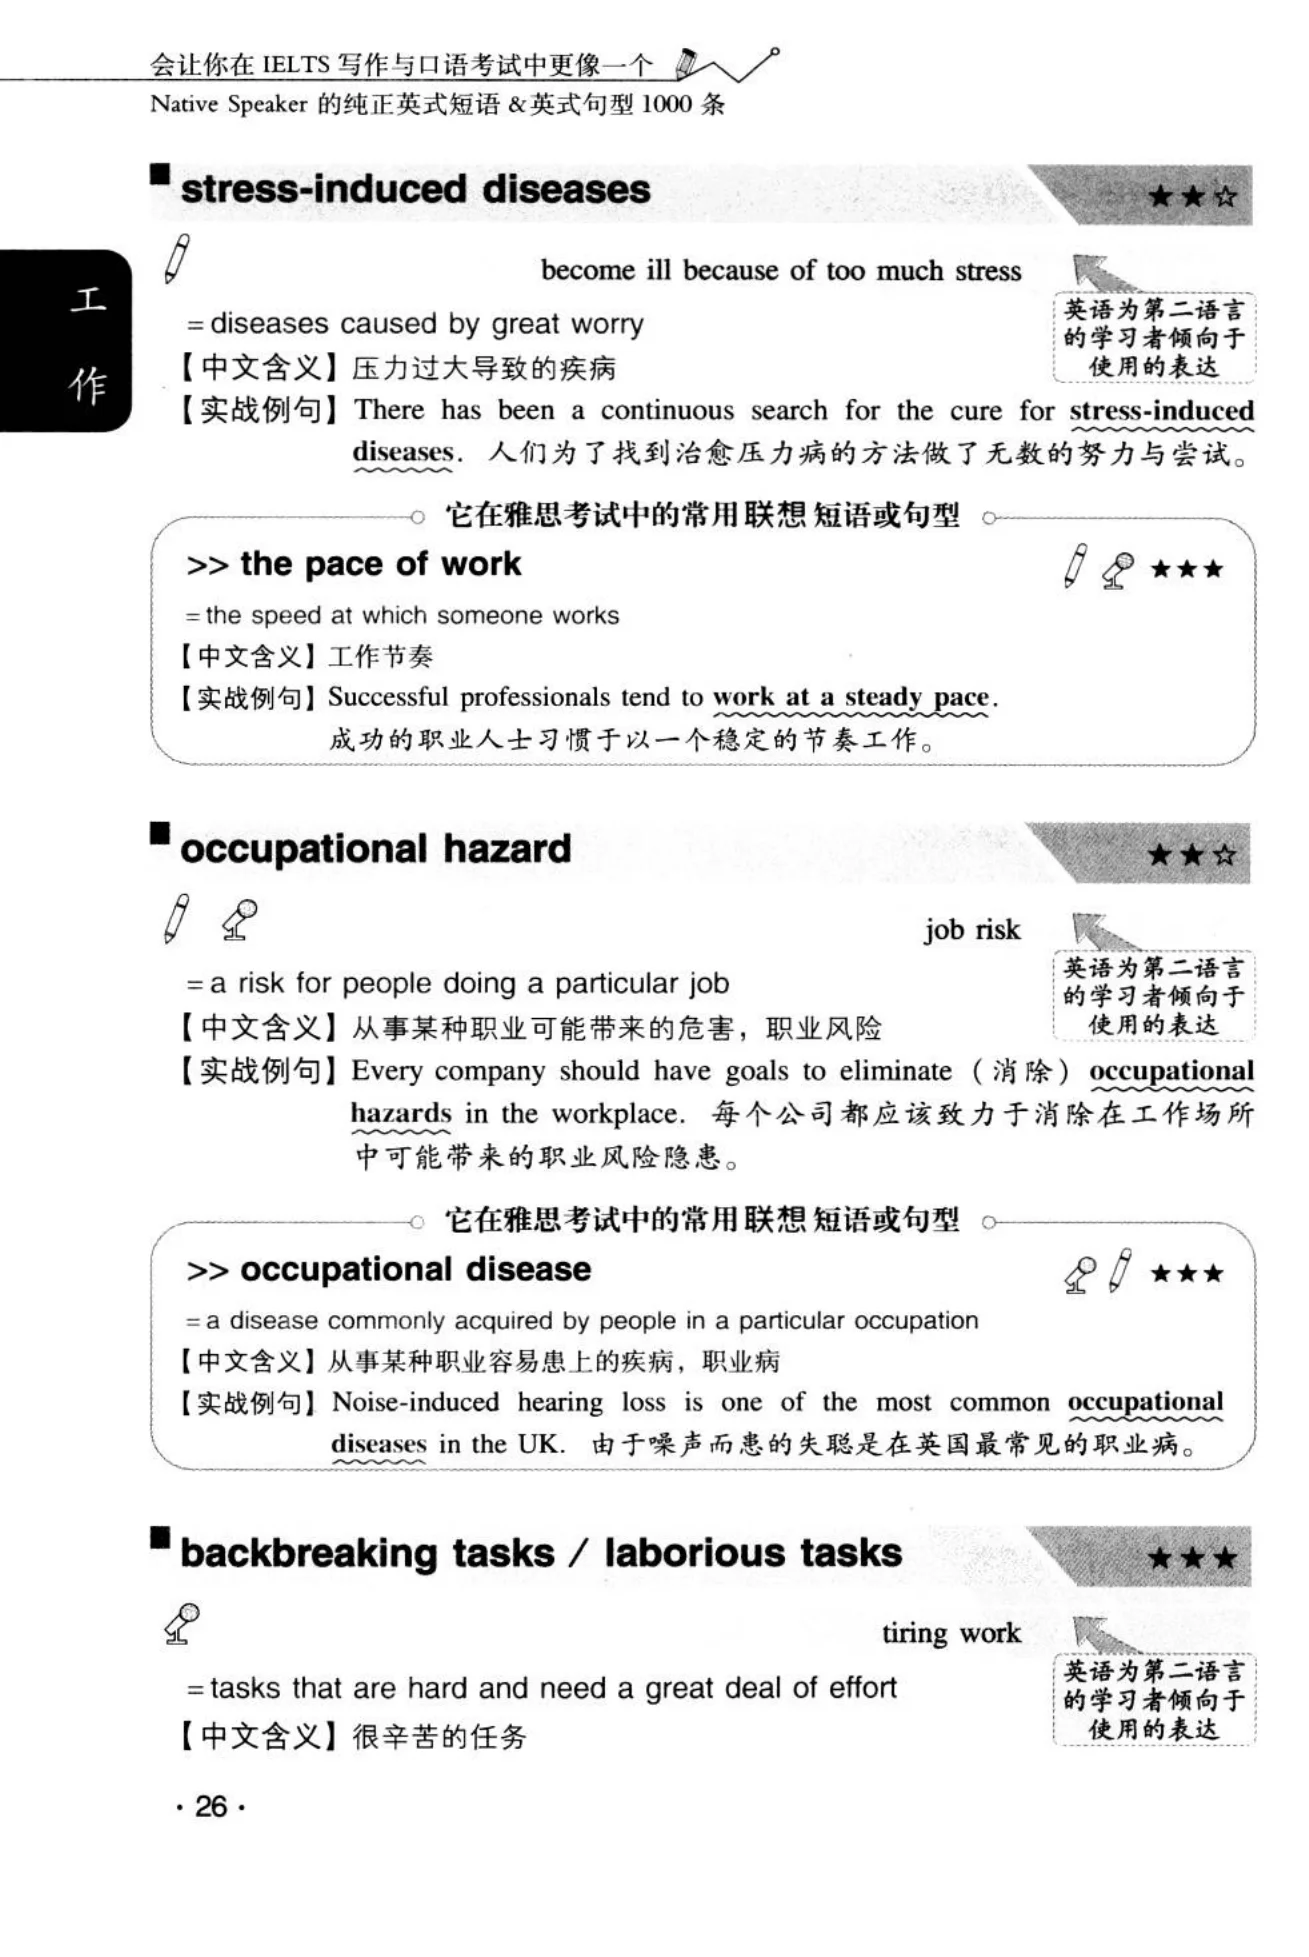 会让你在 IELTS 写作与口语考试中更像一个
Native Speaker 的纯正英式短语 & 英式句型 1000 条
工
作
stress-induced diseases ★★☆
become ill because of too much stress
英语为第二语言
的学习者倾向于
使用的表达
= diseases caused by great worry
【中文含义】压力过大导致的疾病
【实战例句】There has been a continuous search for the cure for stress-induced
diseases. 人们为了找到治愈压力病的方法做了无数的努力与尝试。
它在雅思考试中的常用联想短语或句型
>> the pace of work ★★★
= the speed at which someone works
【中文含义】工作节奏
【实战例句】Successful professionals tend to work at a steady pace.
成功的职业人士习惯于以一个稳定的节奏工作。
occupational hazard ★★☆
job risk
英语为第二语言
的学习者倾向于
使用的表达
= a risk for people doing a particular job
【中文含义】从事某种职业可能带来的危害，职业风险
【实战例句】Every company should have goals to eliminate（消除）occupational
hazards in the workplace. 每个公司都应该致力于消除在工作场所
中可能带来的职业风险隐患。
它在雅思考试中的常用联想短语或句型
>> occupational disease ★★★
= a disease commonly acquired by people in a particular occupation
【中文含义】从事某种职业容易患上的疾病，职业病
【实战例句】Noise-induced hearing loss is one of the most common occupational
diseases in the UK. 由于噪声而患的失聪是在英国最常见的职业病。
backbreaking tasks / laborious tasks ★★★
tiring work
英语为第二语言
的学习者倾向于
使用的表达
= tasks that are hard and need a great deal of effort
【中文含义】很辛苦的任务
· 26 ·